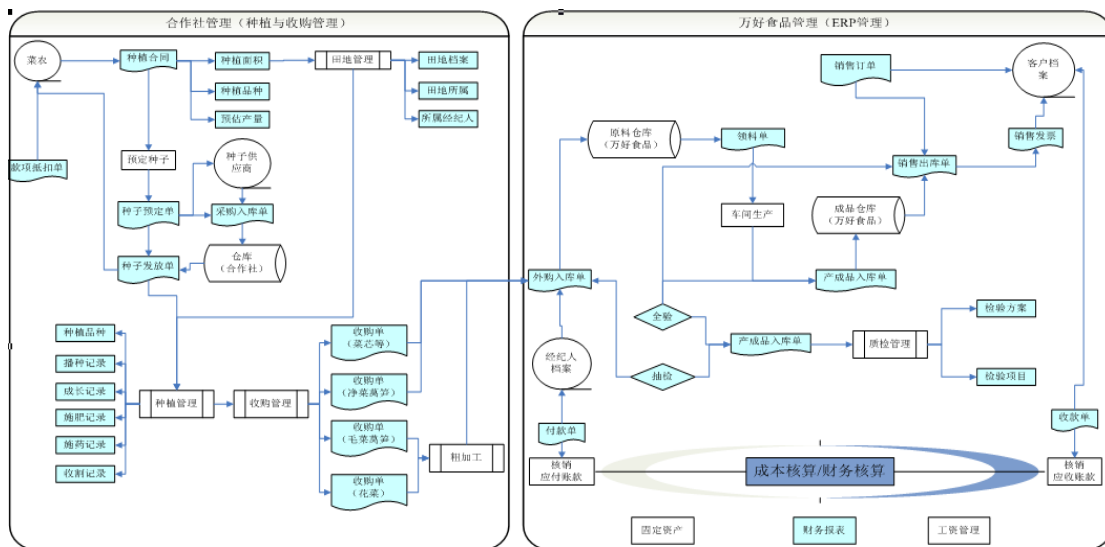 合作社管理（种植与收购管理）
菜农
种植合同
种植面积
田地管理
田地档案
种植品种
田地所属
预估产量
所属经纪人
预定种子
种子供
应商
款项抵扣单
种子预定单
采购入库单
种子发放单
仓库
（合作社）
种植品种
播种记录
成长记录
施肥记录
施药记录
收割记录
种植管理
收购管理
收购单
（菜芯等）
收购单
（净菜莴笋）
收购单
（毛菜莴笋）
收购单
（花菜）
粗加工
万好食品管理（ERP管理）
销售订单
客户档
案
原料仓库
（万好食品）
领料单
销售发票
销售出库单
车间生产
成品仓库
（万好食品）
外购入库单
产成品入库单
全验
检验方案
产成品入库单
质检管理
经纪人
档案
抽检
检验项目
付款单
收款单
核销
应付账款
成本核算/财务核算
核销
应收账款
固定资产
财务报表
工资管理